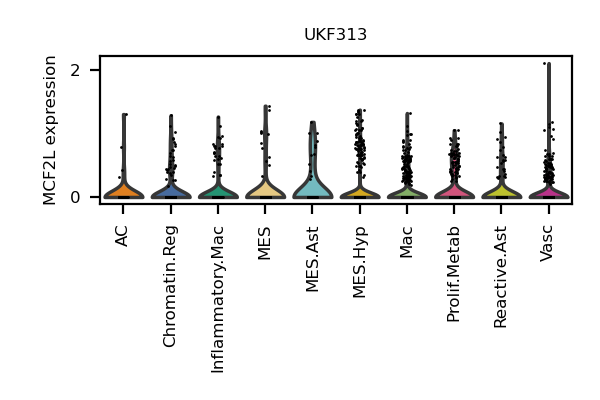 UKF313
MCF2L expression
2
0
AC
Chromatin.Reg
Inflammatory.Mac
MES
MES.Ast
MES.Hyp
Mac
Prolif.Metab
Reactive.Ast
Vasc